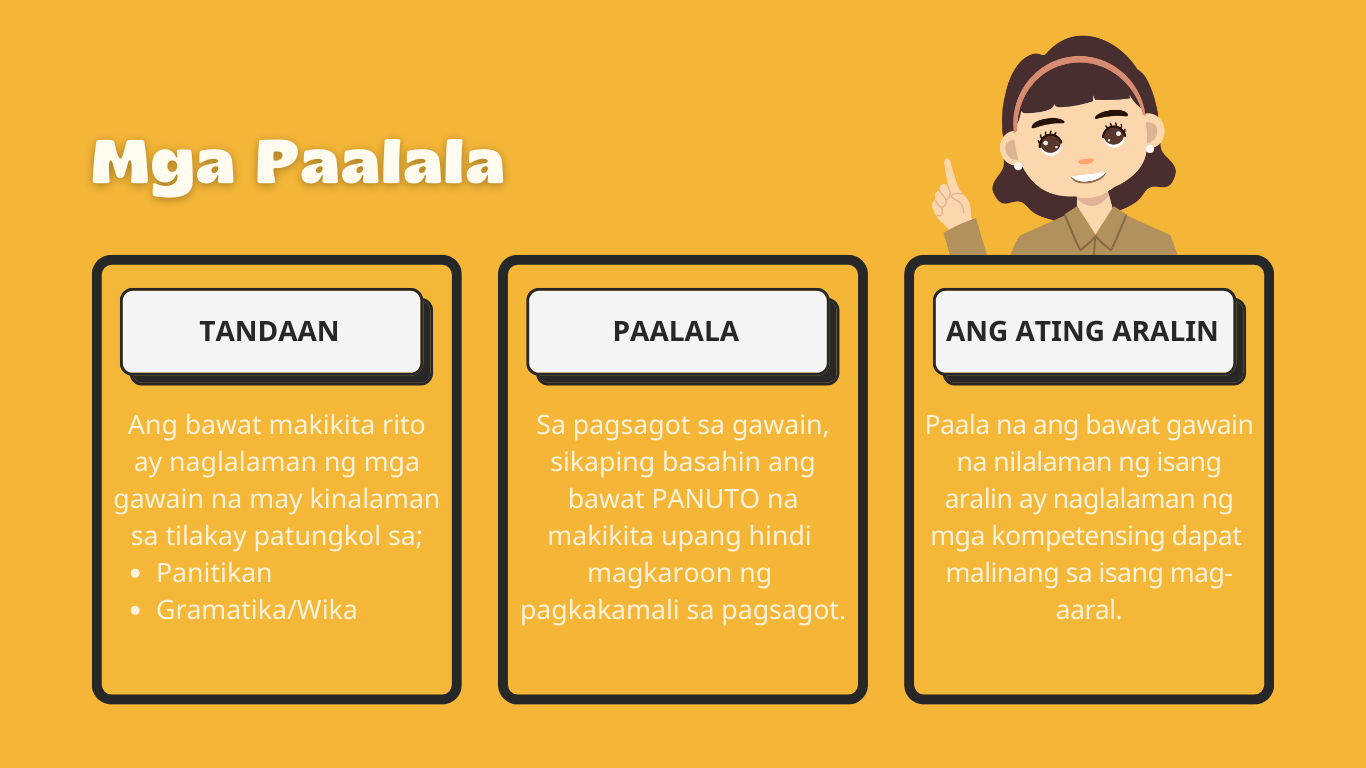 Mga Paalala
TANDAAN
Ang bawat makikita rito
ay naglalaman ng mga
gawain na may kinalaman
sa tilakay patungkol sa;
• Panitikan
• Gramatika/Wika
PAALALA
Sa pagsagot sa gawain,
sikaping basahin ang
bawat PANUTO na
makikita upang hindi
magkaroon ng
pagkakamali sa pagsagot.
ANG ATING ARALIN
Paala na ang bawat gawain
na nilalaman ng isang
aralin ay naglalaman ng
mga kompetensing dapat
malinang sa isang mag-
aaral.